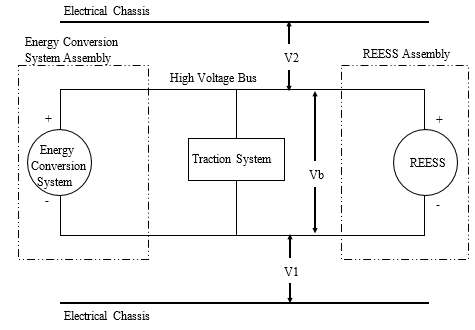 Electrical Chassis
Energy Conversion
System Assembly
V2
REESS Assembly
High Voltage Bus
+
+
Energy
Conversion
System
Traction System
Vb
REESS
-
-
V1
Electrical Chassis